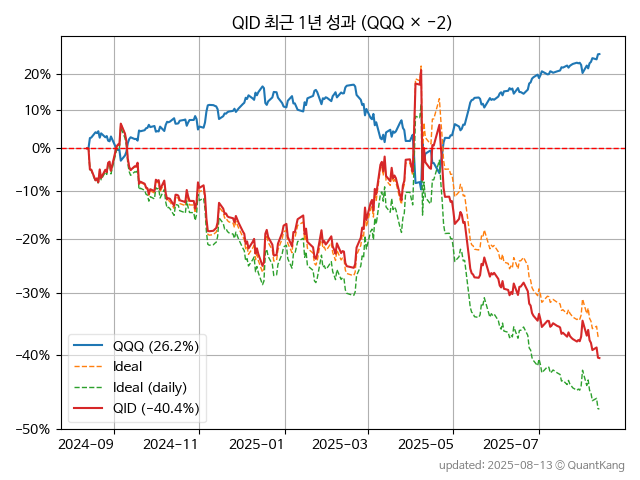 QID 최근 1년 성과 (QQQ × −2)
20%
10%
0%
−10%
−20%
−30%
−40%
−50%
QQQ (26.2%)
Ideal
Ideal (daily)
QID (−40.4%)
2024-09
2024-11
2025-01
2025-03
2025-05
2025-07
updated: 2025-08-13 © QuantKang